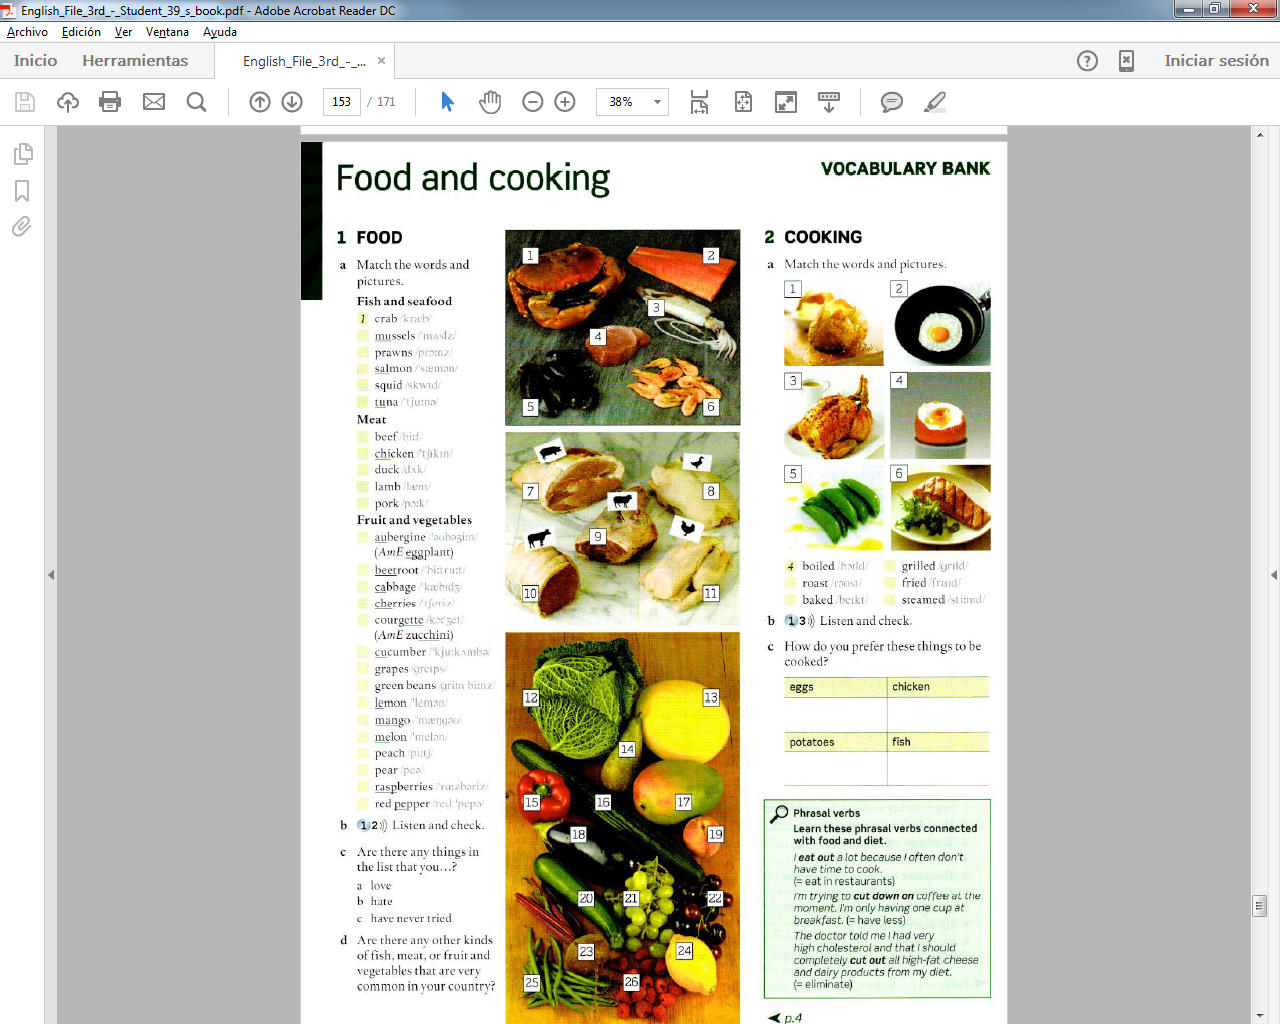 English_File_3rd_-_Student_39_s_book.pdf - Adobe Acrobat Reader DC
Archivo Edición Ver Ventana Ayuda
Inicio Herramientas English_File_3rd_-_... × Iniciar sesión
153 / 171 38%
Food and cooking
VOCABULARY BANK
1 FOOD
a Match the words and
pictures.
Fish and seafood
1 crab /kræb/
mussels /ˈmʌslz/
prawns /prɔːnz/
salmon /ˈsæmən/
squid /skwɪd/
tuna /ˈtjuːnə/
Meat
beef /biːf/
chicken /ˈtʃɪkɪn/
duck /dʌk/
lamb /læm/
pork /pɔːk/
Fruit and vegetables
aubergine /ˈəʊbəʒiːn/
(AmE eggplant)
beetroot /ˈbiːtruːt/
cabbage /ˈkæbɪdʒ/
cherries /ˈtʃeriz/
courgette /kɔːˈʒet/
(AmE zucchini)
cucumber /ˈkjuːkʌmbə/
grapes /greɪps/
green beans /griːn biːnz/
lemon /ˈlemən/
mango /ˈmæŋgəʊ/
melon /ˈmelən/
peach /piːtʃ/
pear /peə/
raspberries /ˈrɑːzbəriz/
red pepper /red ˈpepə/
b 1 2 Listen and check.
c Are there any things in
the list that you...?
a love
b hate
c have never tried
d Are there any other kinds
of fish, meat, or fruit and
vegetables that are very
common in your country?
1 2
3
4
5 6
7 8
9
10 11
12 13
14
15 16 17
18 19
20 21 22
23 24
25 26
2 COOKING
a Match the words and pictures.
1 2
3 4
5 6
4 boiled /bɔɪld/ grilled /grɪld/
roast /rəʊst/ fried /fraɪd/
baked /beɪkt/ steamed /stiːmd/
b 1 3 Listen and check.
c How do you prefer these things to be
cooked?
eggs chicken
potatoes fish
Phrasal verbs
Learn these phrasal verbs connected
with food and diet.
I eat out a lot because I often don't
have time to cook.
(= eat in restaurants)
I'm trying to cut down on coffee at the
moment. I'm only having one cup at
breakfast. (= have less)
The doctor told me I had very
high cholesterol and that I should
completely cut out all high-fat cheese
and dairy products from my diet.
(= eliminate)
p.4